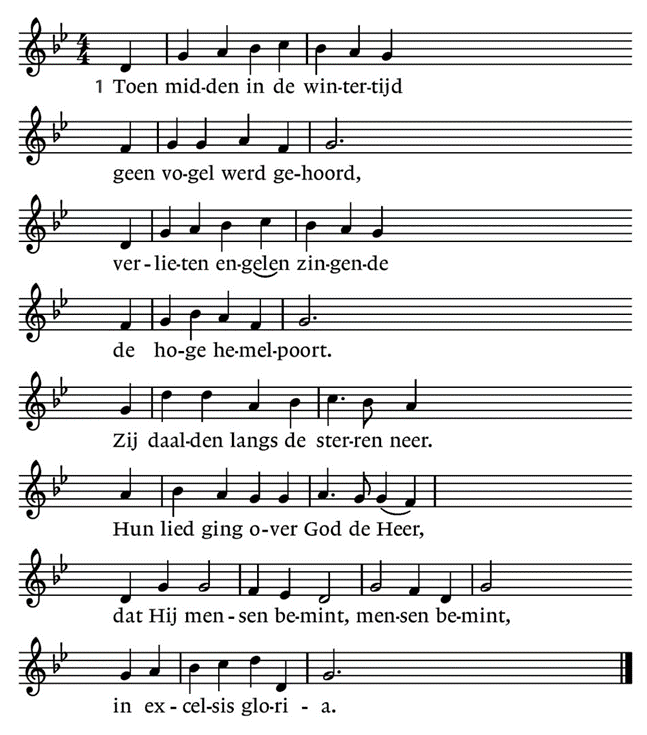 1 Toen mid-den in de win-ter-tijd
geen vo-gel werd ge-hoord,
ver-lie-ten en-gelen zin-gen-de
de ho-ge he-mel-poort.
Zij daal-den langs de ster-ren neer.
Hun lied ging o-ver God de Heer,
dat Hij men-sen be-mint, men-sen be-mint,
in ex-cel-sis glo-ri-a.